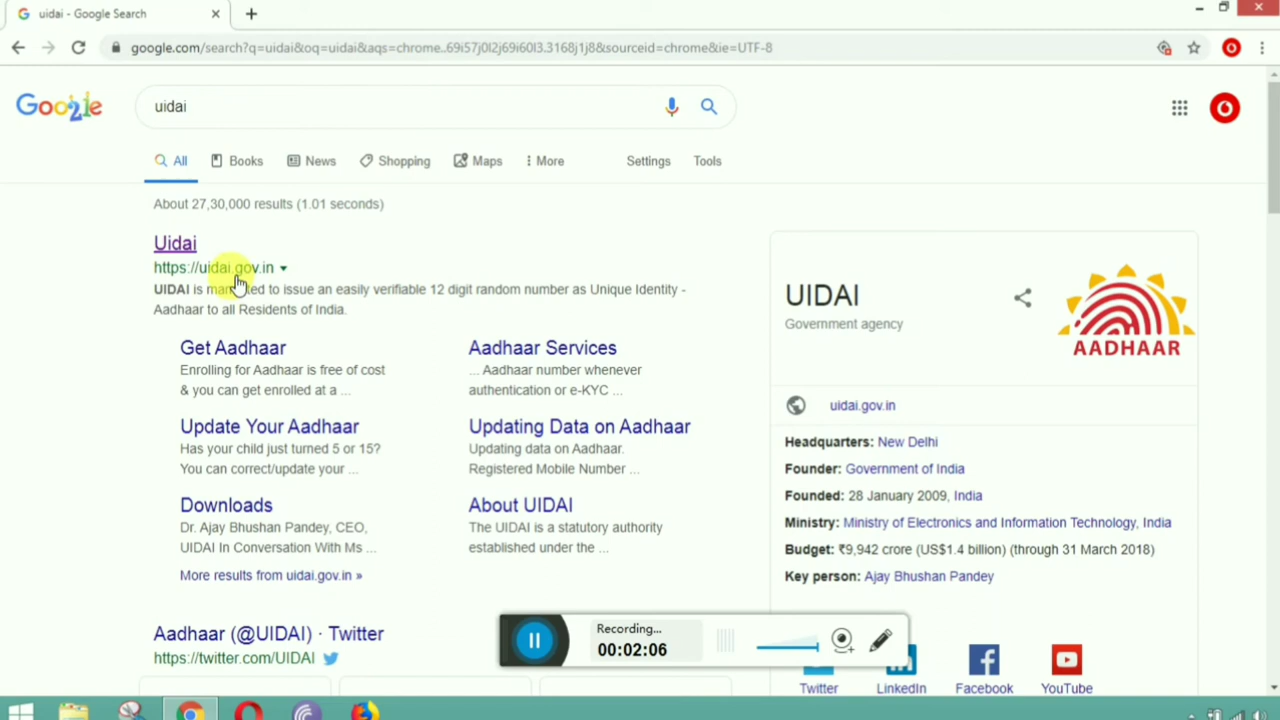 uidai - Google Search
google.com/search?q=uidai&oq=uidai&aqs=chrome..69i57j0l2j69i60l3.3168j1j8&sourceid=chrome&ie=UTF-8
uidai
All Books News Shopping Maps More Settings Tools
About 27,30,000 results (1.01 seconds)
Uidai
https://uidai.gov.in
UIDAI is to issue an easily verifiable 12 digit random number as Unique Identity -
Aadhaar to all Residents of India.
Get Aadhaar
Enrolling for Aadhaar is free of cost
& you can get enrolled at a ...
Aadhaar Services
... Aadhaar number whenever
authentication or e-KYC ...
Update Your Aadhaar
Has your child just turned 5 or 15?
You can correct/update your ...
Updating Data on Aadhaar
Updating data on Aadhaar.
Registered Mobile Number ...
Downloads
Dr. Ajay Bhushan Pandey, CEO,
UIDAI In Conversation With Ms ...
About UIDAI
The UIDAI is a statutory authority
established under the ...
More results from uidai.gov.in »
Aadhaar (@UIDAI) · Twitter
https://twitter.com/UIDAI
UIDAI
Government agency
AADHAAR
uidai.gov.in
Headquarters: New Delhi
Founder: Government of India
Founded: 28 January 2009, India
Ministry: Ministry of Electronics and Information Technology, India
Budget: ₹9,942 crore (US$1.4 billion) (through 31 March 2018)
Key person: Ajay Bhushan Pandey
Twitter LinkedIn Facebook YouTube
Recording...
00:02:06